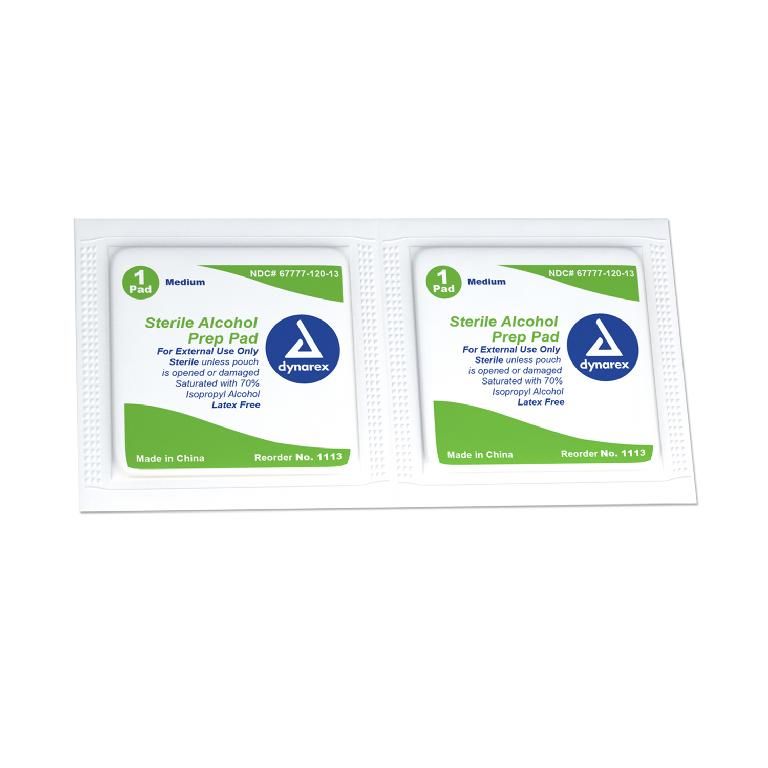 1
Pad
Medium
NDC# 67777-120-13
Sterile Alcohol
Prep Pad
For External Use Only
Sterile unless pouch
is opened or damaged
Saturated with 70%
Isopropyl Alcohol
Latex Free
dynarex
Made in China
Reorder No. 1113
1
Pad
Medium
NDC# 67777-120-13
Sterile Alcohol
Prep Pad
For External Use Only
Sterile unless pouch
is opened or damaged
Saturated with 70%
Isopropyl Alcohol
Latex Free
dynarex
Made in China
Reorder No. 1113